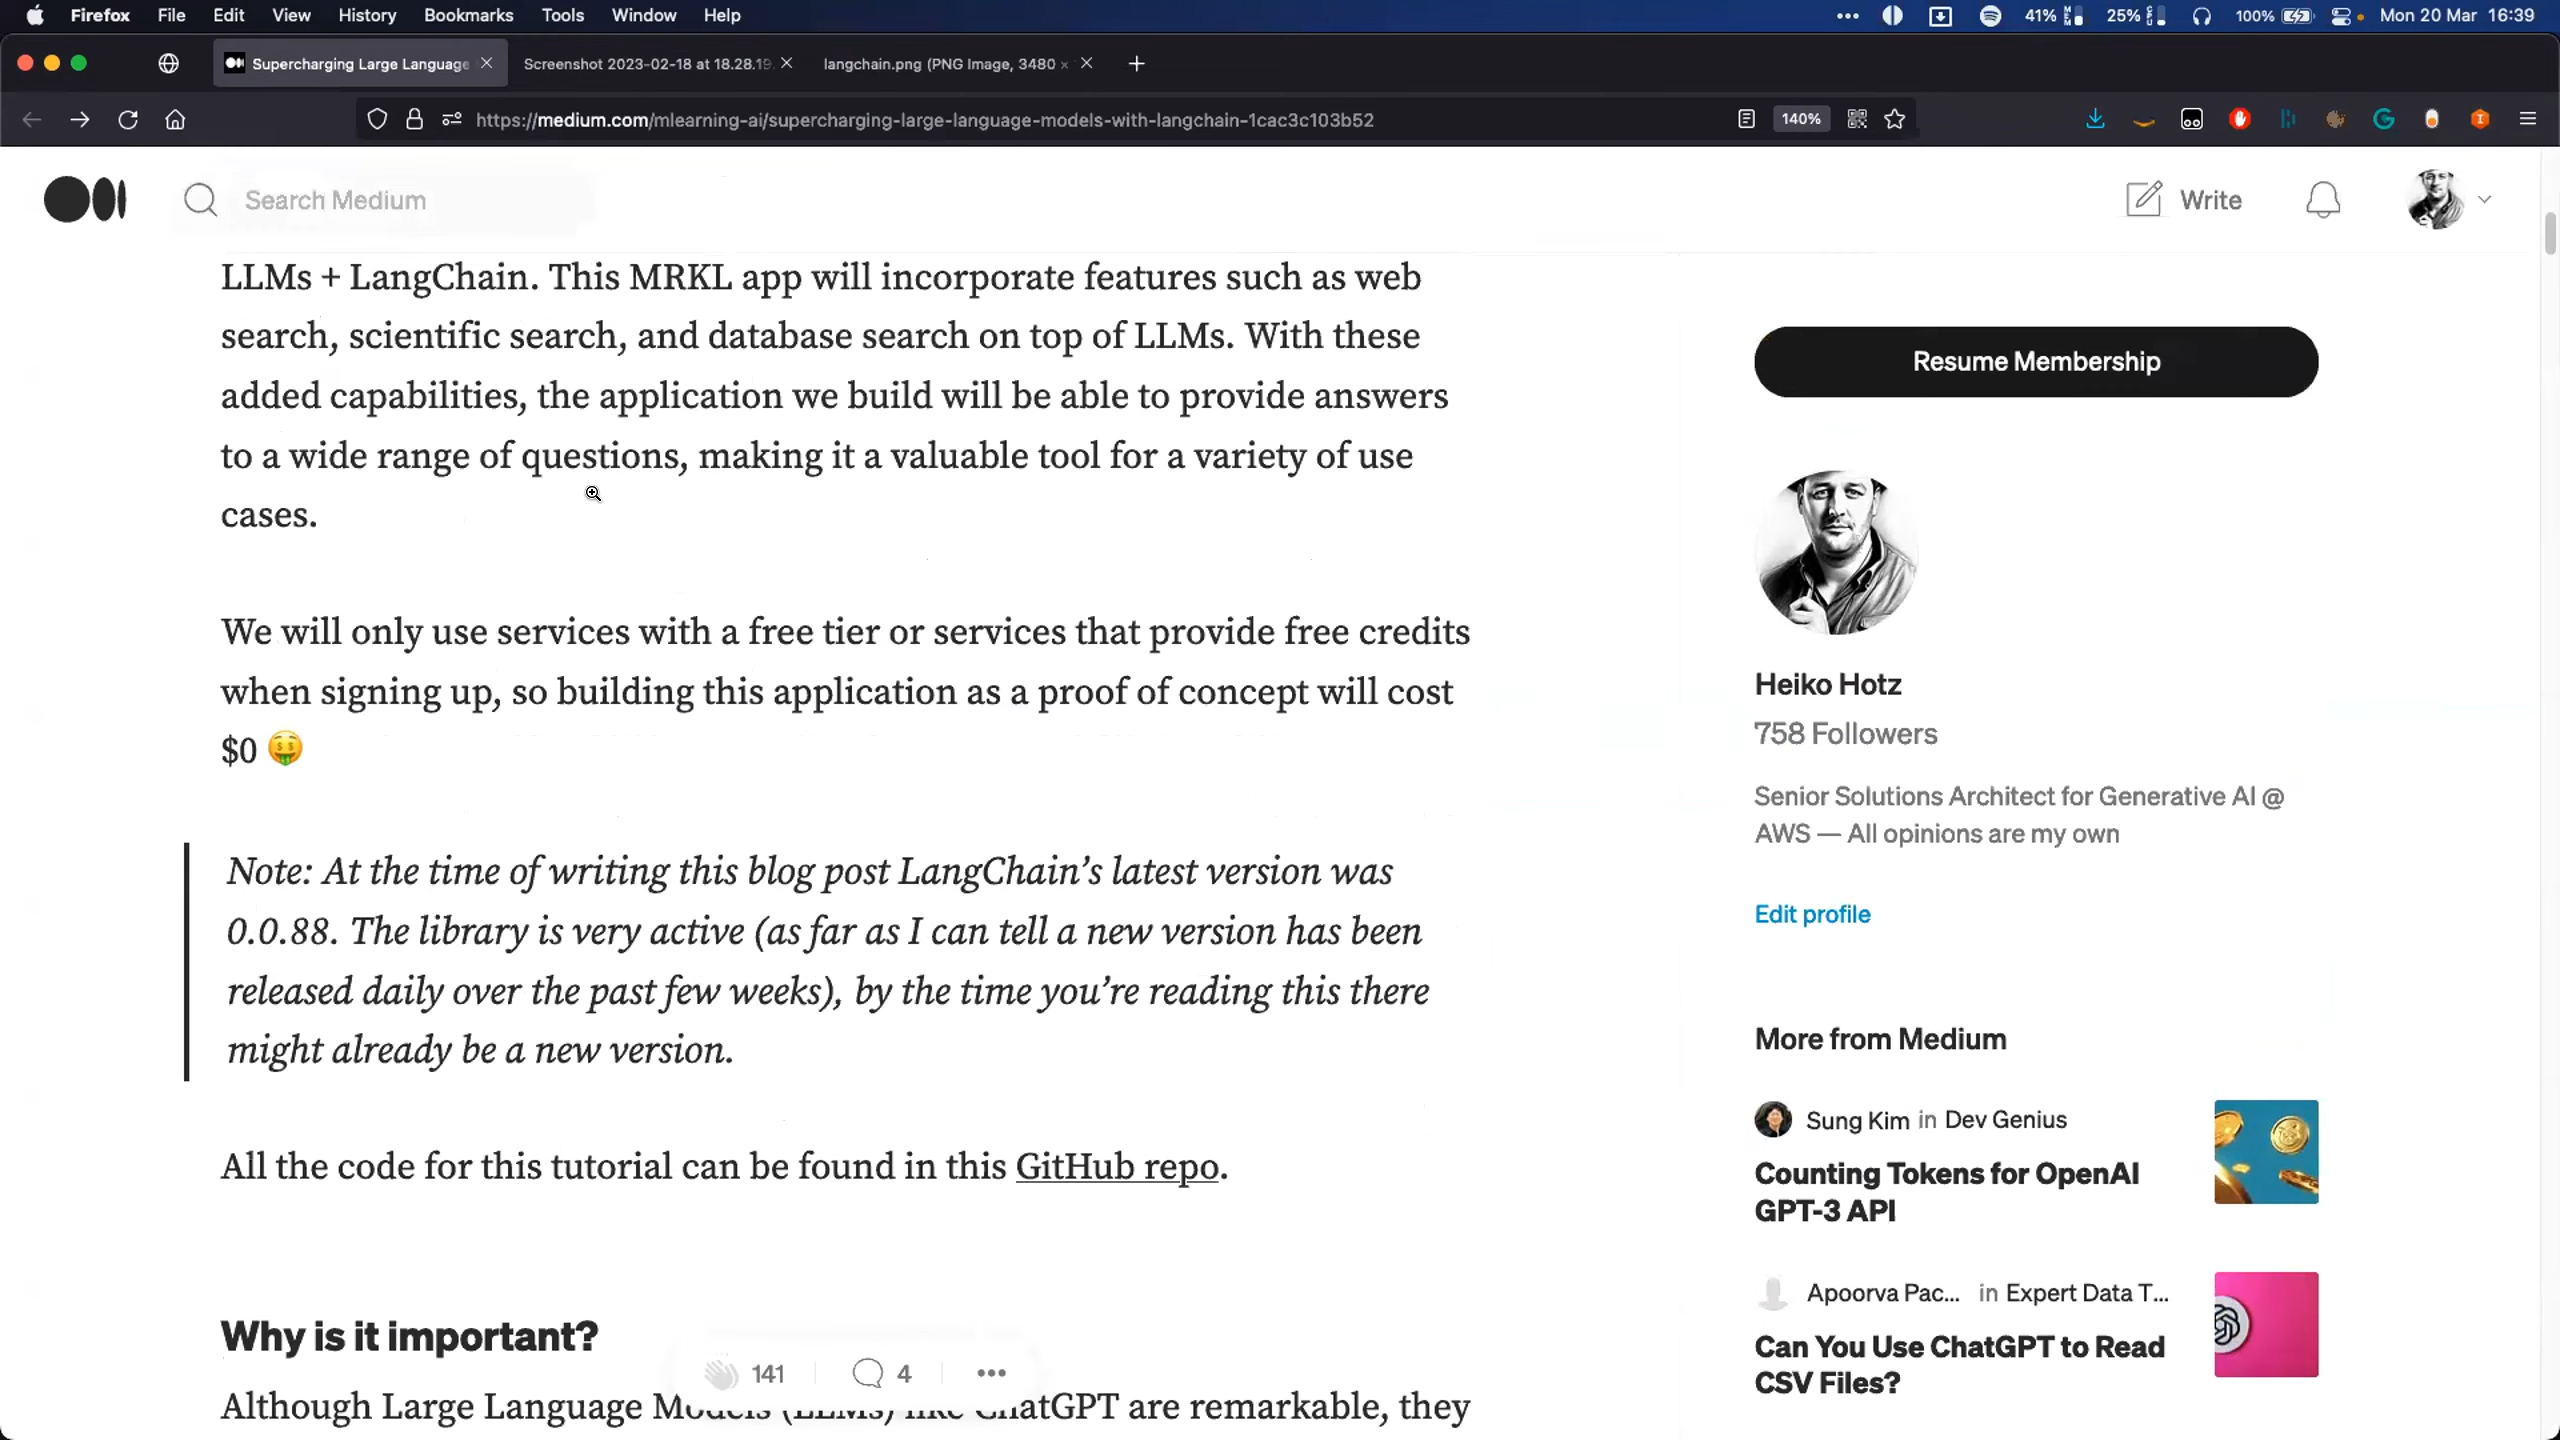 Firefox File Edit View History Bookmarks Tools Window Help 41% 25% 100% Mon 20 Mar 16:39
Supercharging Large Language Screenshot 2023-02-18 at 18.28.19 langchain.png (PNG Image, 3480 ×
https://medium.com/mlearning-ai/supercharging-large-language-models-with-langchain-1cac3c103b52 140%
Search Medium
Write
LLMs + LangChain. This MRKL app will incorporate features such as web
search, scientific search, and database search on top of LLMs. With these
added capabilities, the application we build will be able to provide answers
to a wide range of questions, making it a valuable tool for a variety of use
cases.
We will only use services with a free tier or services that provide free credits
when signing up, so building this application as a proof of concept will cost
$0 🤑
Note: At the time of writing this blog post LangChain’s latest version was
0.0.88. The library is very active (as far as I can tell a new version has been
released daily over the past few weeks), by the time you’re reading this there
might already be a new version.
All the code for this tutorial can be found in this GitHub repo.
Why is it important?
141 4
Although Large Language Models (LLMs) like ChatGPT are remarkable, they
Resume Membership
Heiko Hotz
758 Followers
Senior Solutions Architect for Generative AI @
AWS — All opinions are my own
Edit profile
More from Medium
Sung Kim in Dev Genius
Counting Tokens for OpenAI
GPT-3 API
Apoorva Pac... in Expert Data T...
Can You Use ChatGPT to Read
CSV Files?